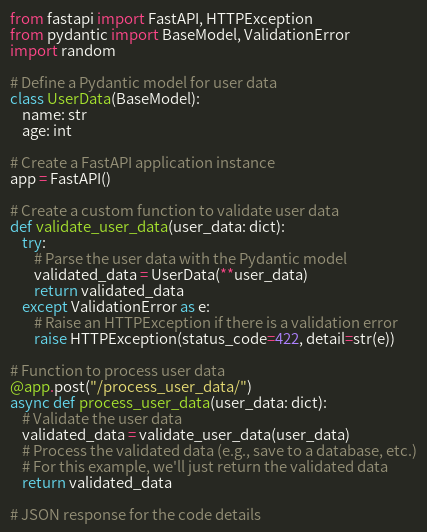 from fastapi import FastAPI, HTTPException
from pydantic import BaseModel, ValidationError
import random

# Define a Pydantic model for user data
class UserData(BaseModel):
    name: str
    age: int

# Create a FastAPI application instance
app = FastAPI()

# Create a custom function to validate user data
def validate_user_data(user_data: dict):
    try:
        # Parse the user data with the Pydantic model
        validated_data = UserData(**user_data)
        return validated_data
    except ValidationError as e:
        # Raise an HTTPException if there is a validation error
        raise HTTPException(status_code=422, detail=str(e))

# Function to process user data
@app.post("/process_user_data/")
async def process_user_data(user_data: dict):
    # Validate the user data
    validated_data = validate_user_data(user_data)
    # Process the validated data (e.g., save to a database, etc.)
    # For this example, we'll just return the validated data
    return validated_data

# JSON response for the code details